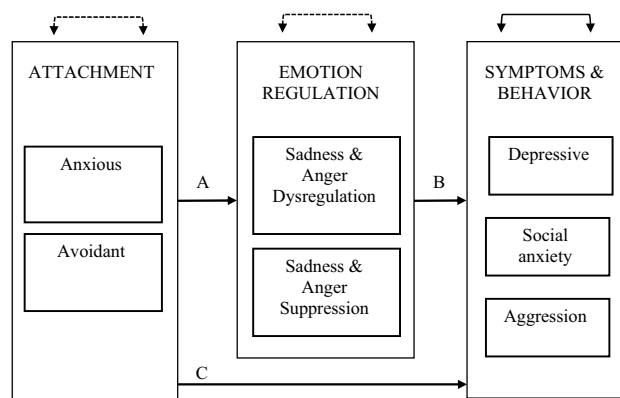 ATTACHMENT
Anxious
Avoidant
A
EMOTION
REGULATION
Sadness &
Anger
Dysregulation
Sadness &
Anger
Suppression
B
SYMPTOMS &
BEHAVIOR
Depressive
Social
anxiety
Aggression
C